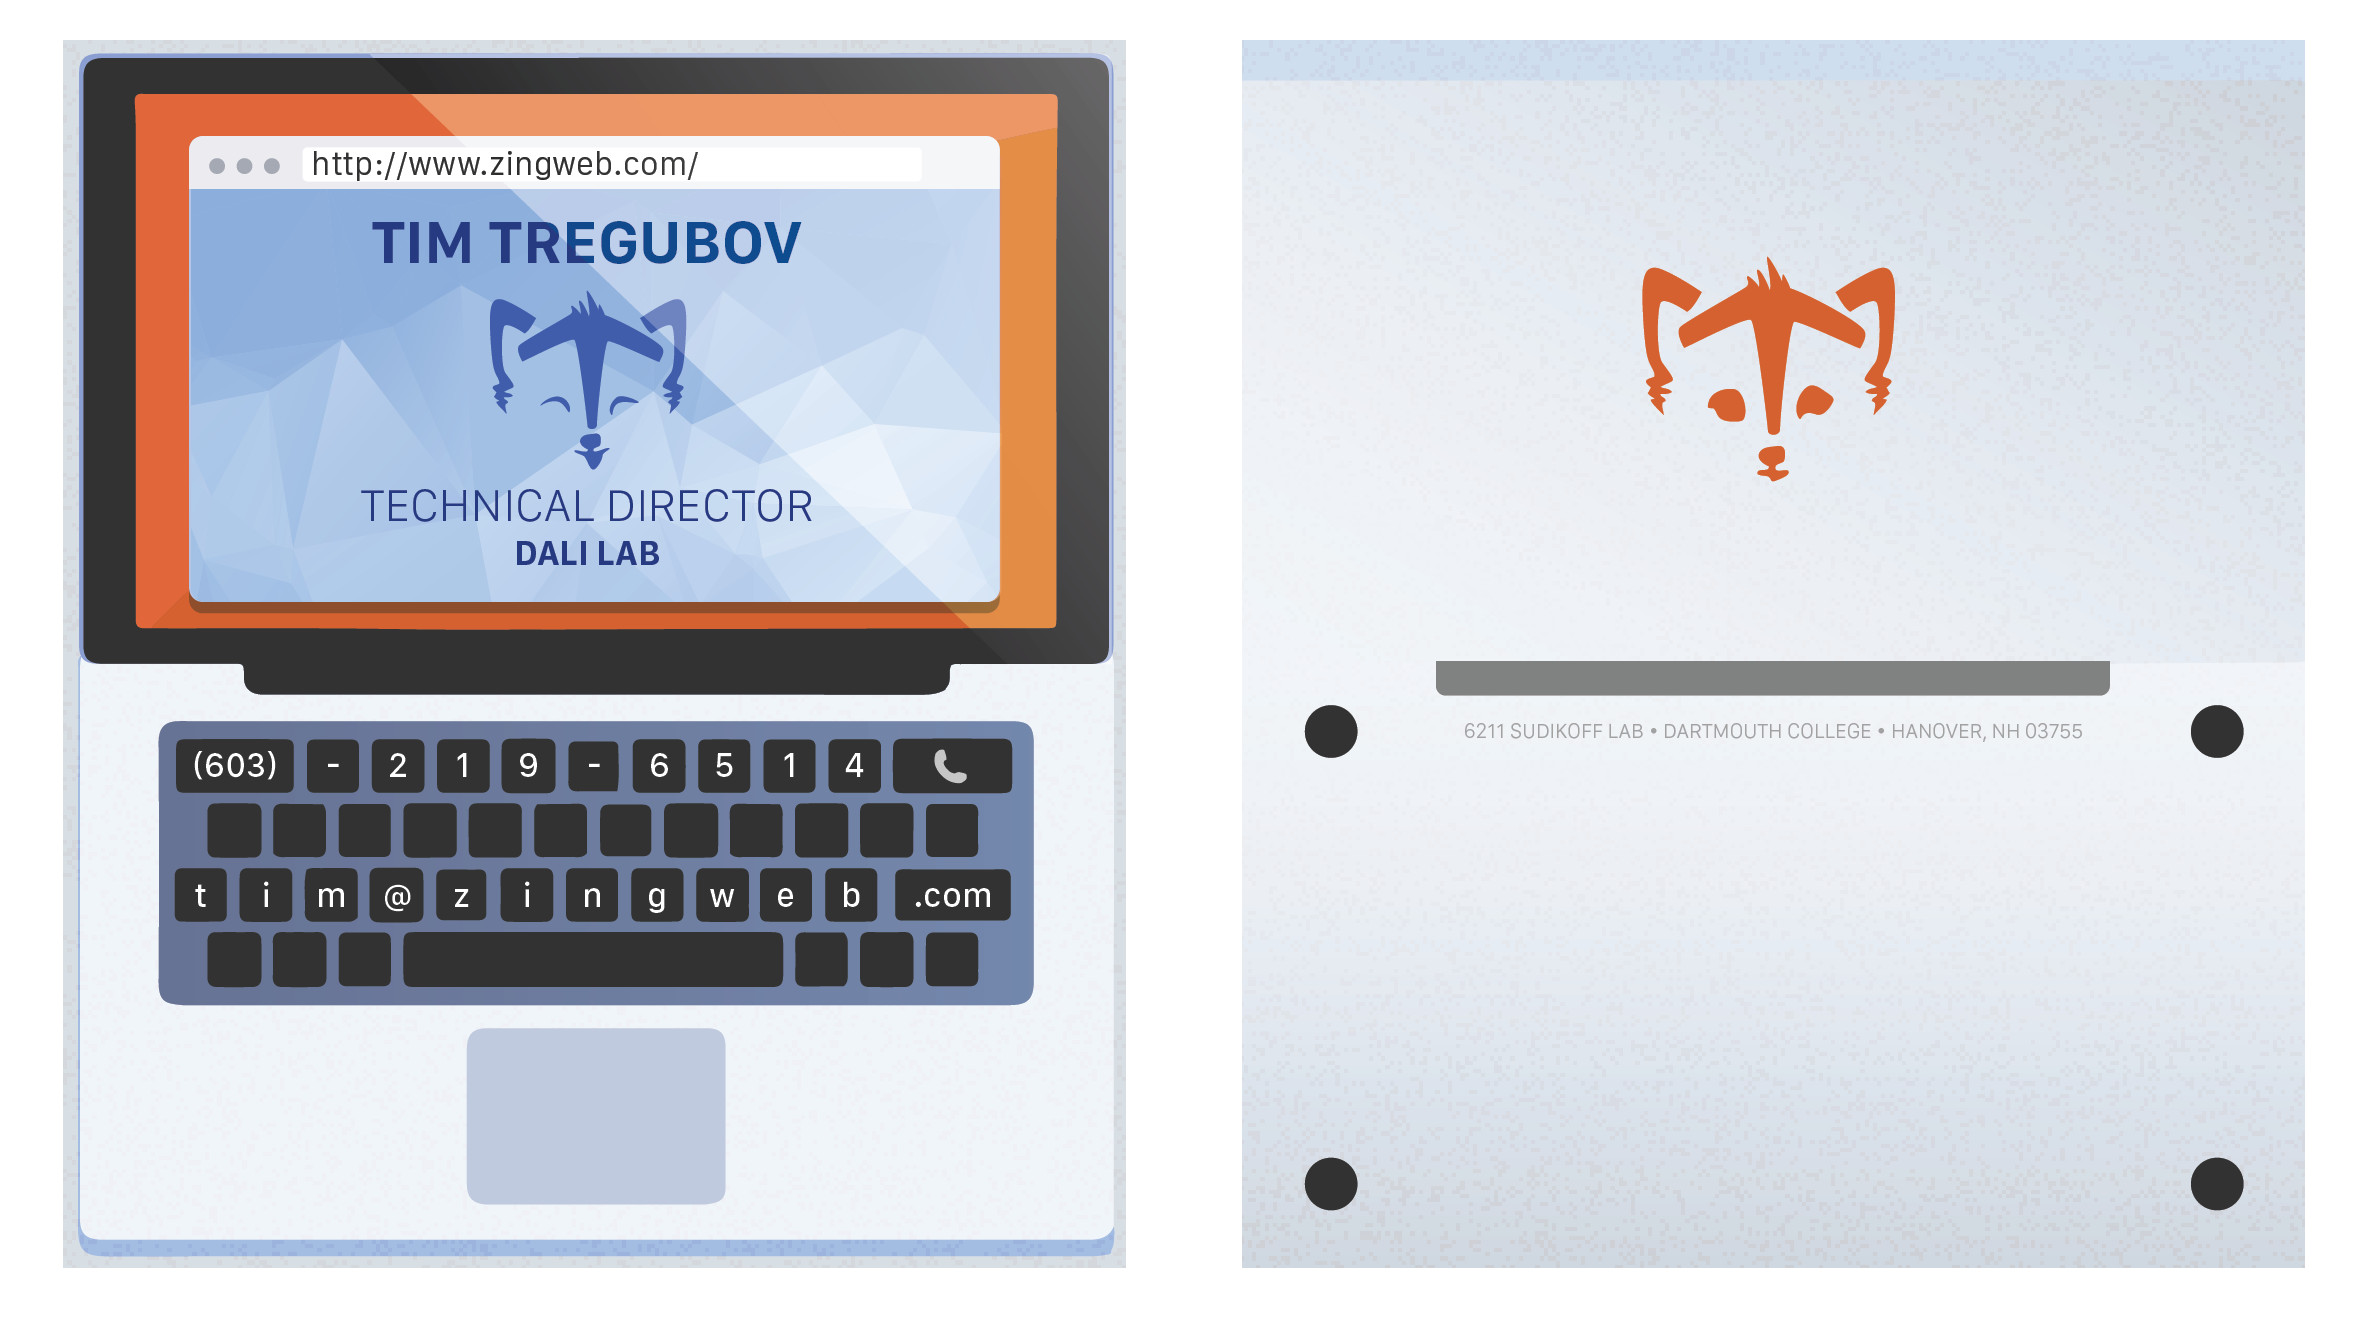 http://www.zingweb.com/
TIM TREGUBOV
TECHNICAL DIRECTOR
DALI LAB
(603) - 2 1 9 - 6 5 1 4
t i m @ z i n g w e b .com
6211 SUDIKOFF LAB • DARTMOUTH COLLEGE • HANOVER, NH 03755